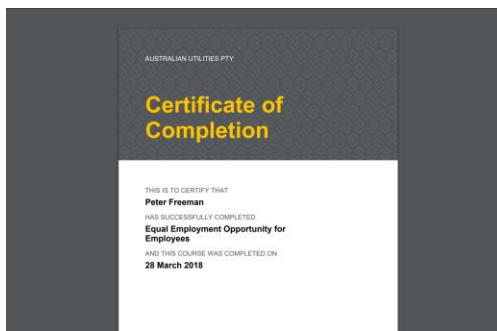 AUSTRALIAN UTILITIES PTY
Certificate of
Completion
THIS IS TO CERTIFY THAT
Peter Freeman
HAS SUCCESSFULLY COMPLETED
Equal Employment Opportunity for
Employees
AND THIS COURSE WAS COMPLETED ON
28 March 2018